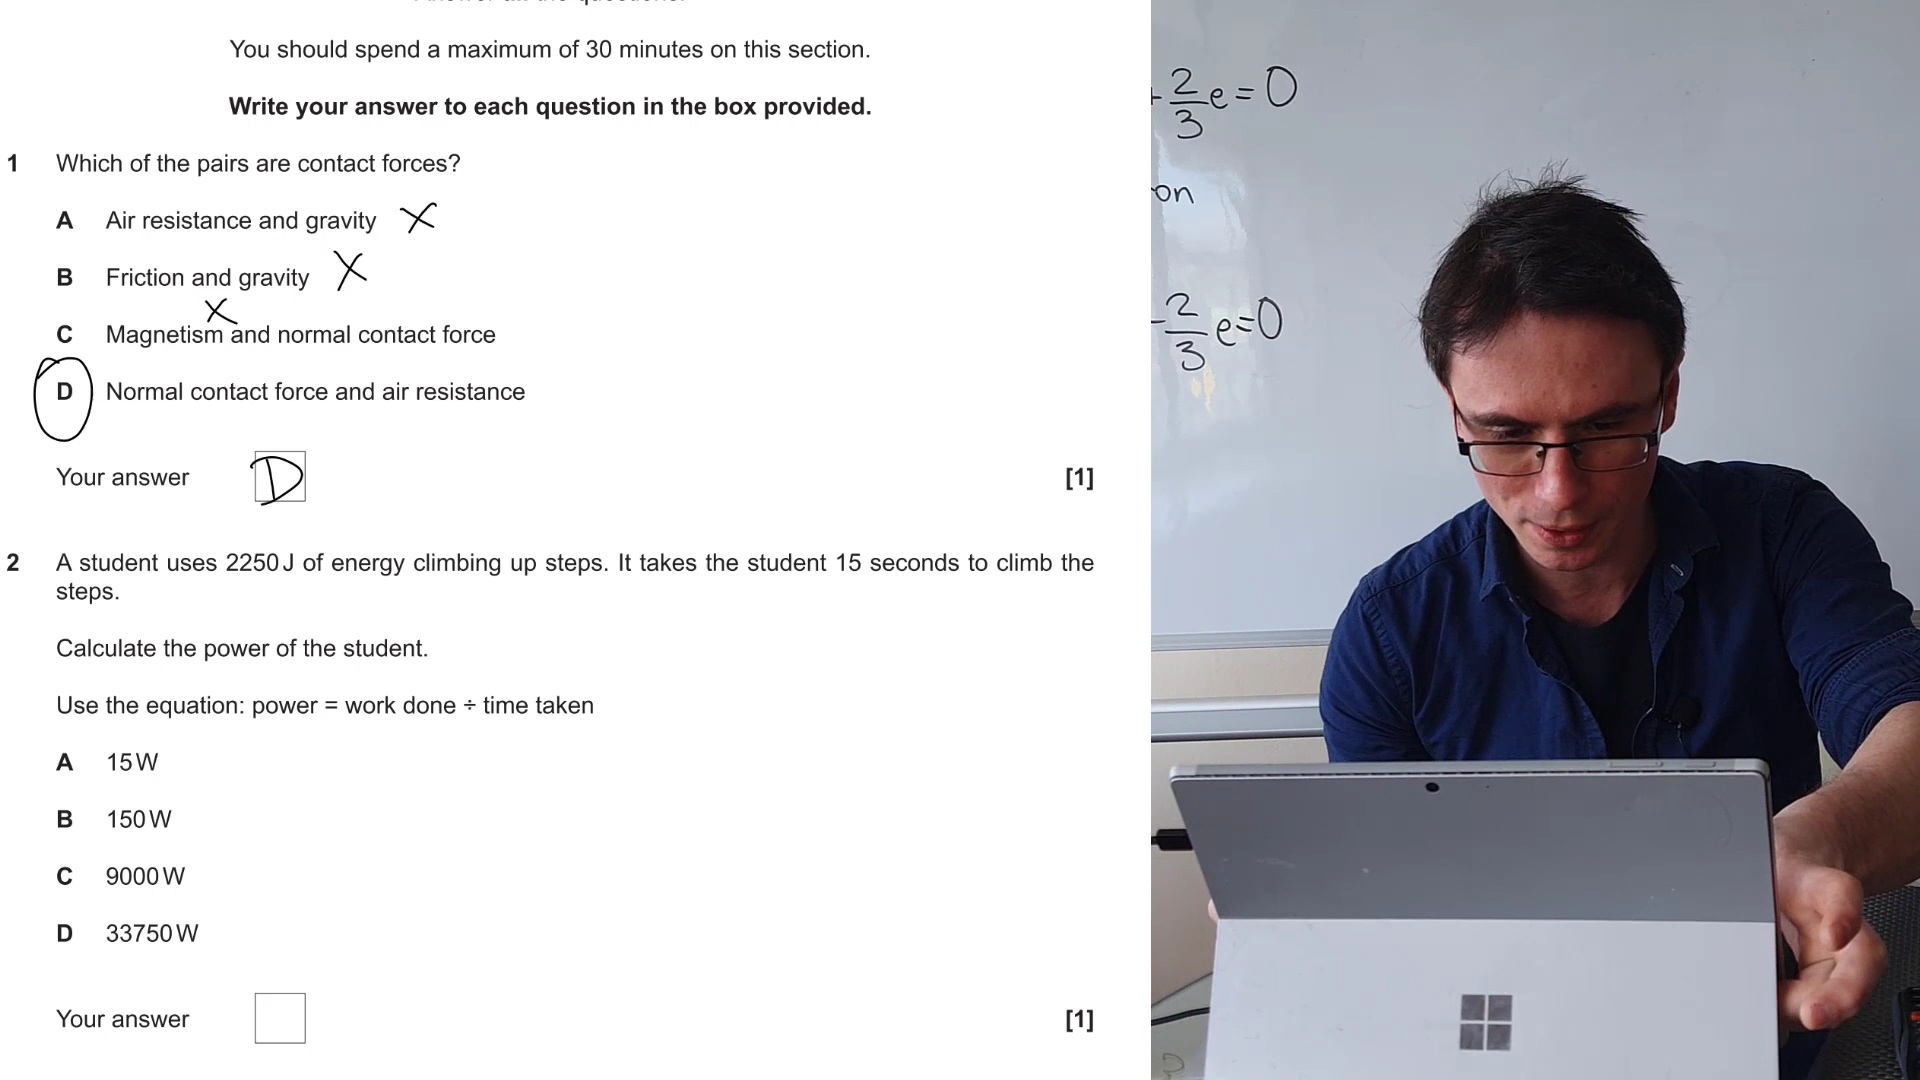 You should spend a maximum of 30 minutes on this section.
Write your answer to each question in the box provided.
1 Which of the pairs are contact forces?
A Air resistance and gravity X
B Friction and gravity X
X
C Magnetism and normal contact force
D Normal contact force and air resistance
Your answer D [1]
2 A student uses 2250 J of energy climbing up steps. It takes the student 15 seconds to climb the
steps.
Calculate the power of the student.
Use the equation: power = work done ÷ time taken
A 15 W
B 150 W
C 9000 W
D 33750 W
Your answer [1]
2/3 e = 0
on
- 2/3 e = 0